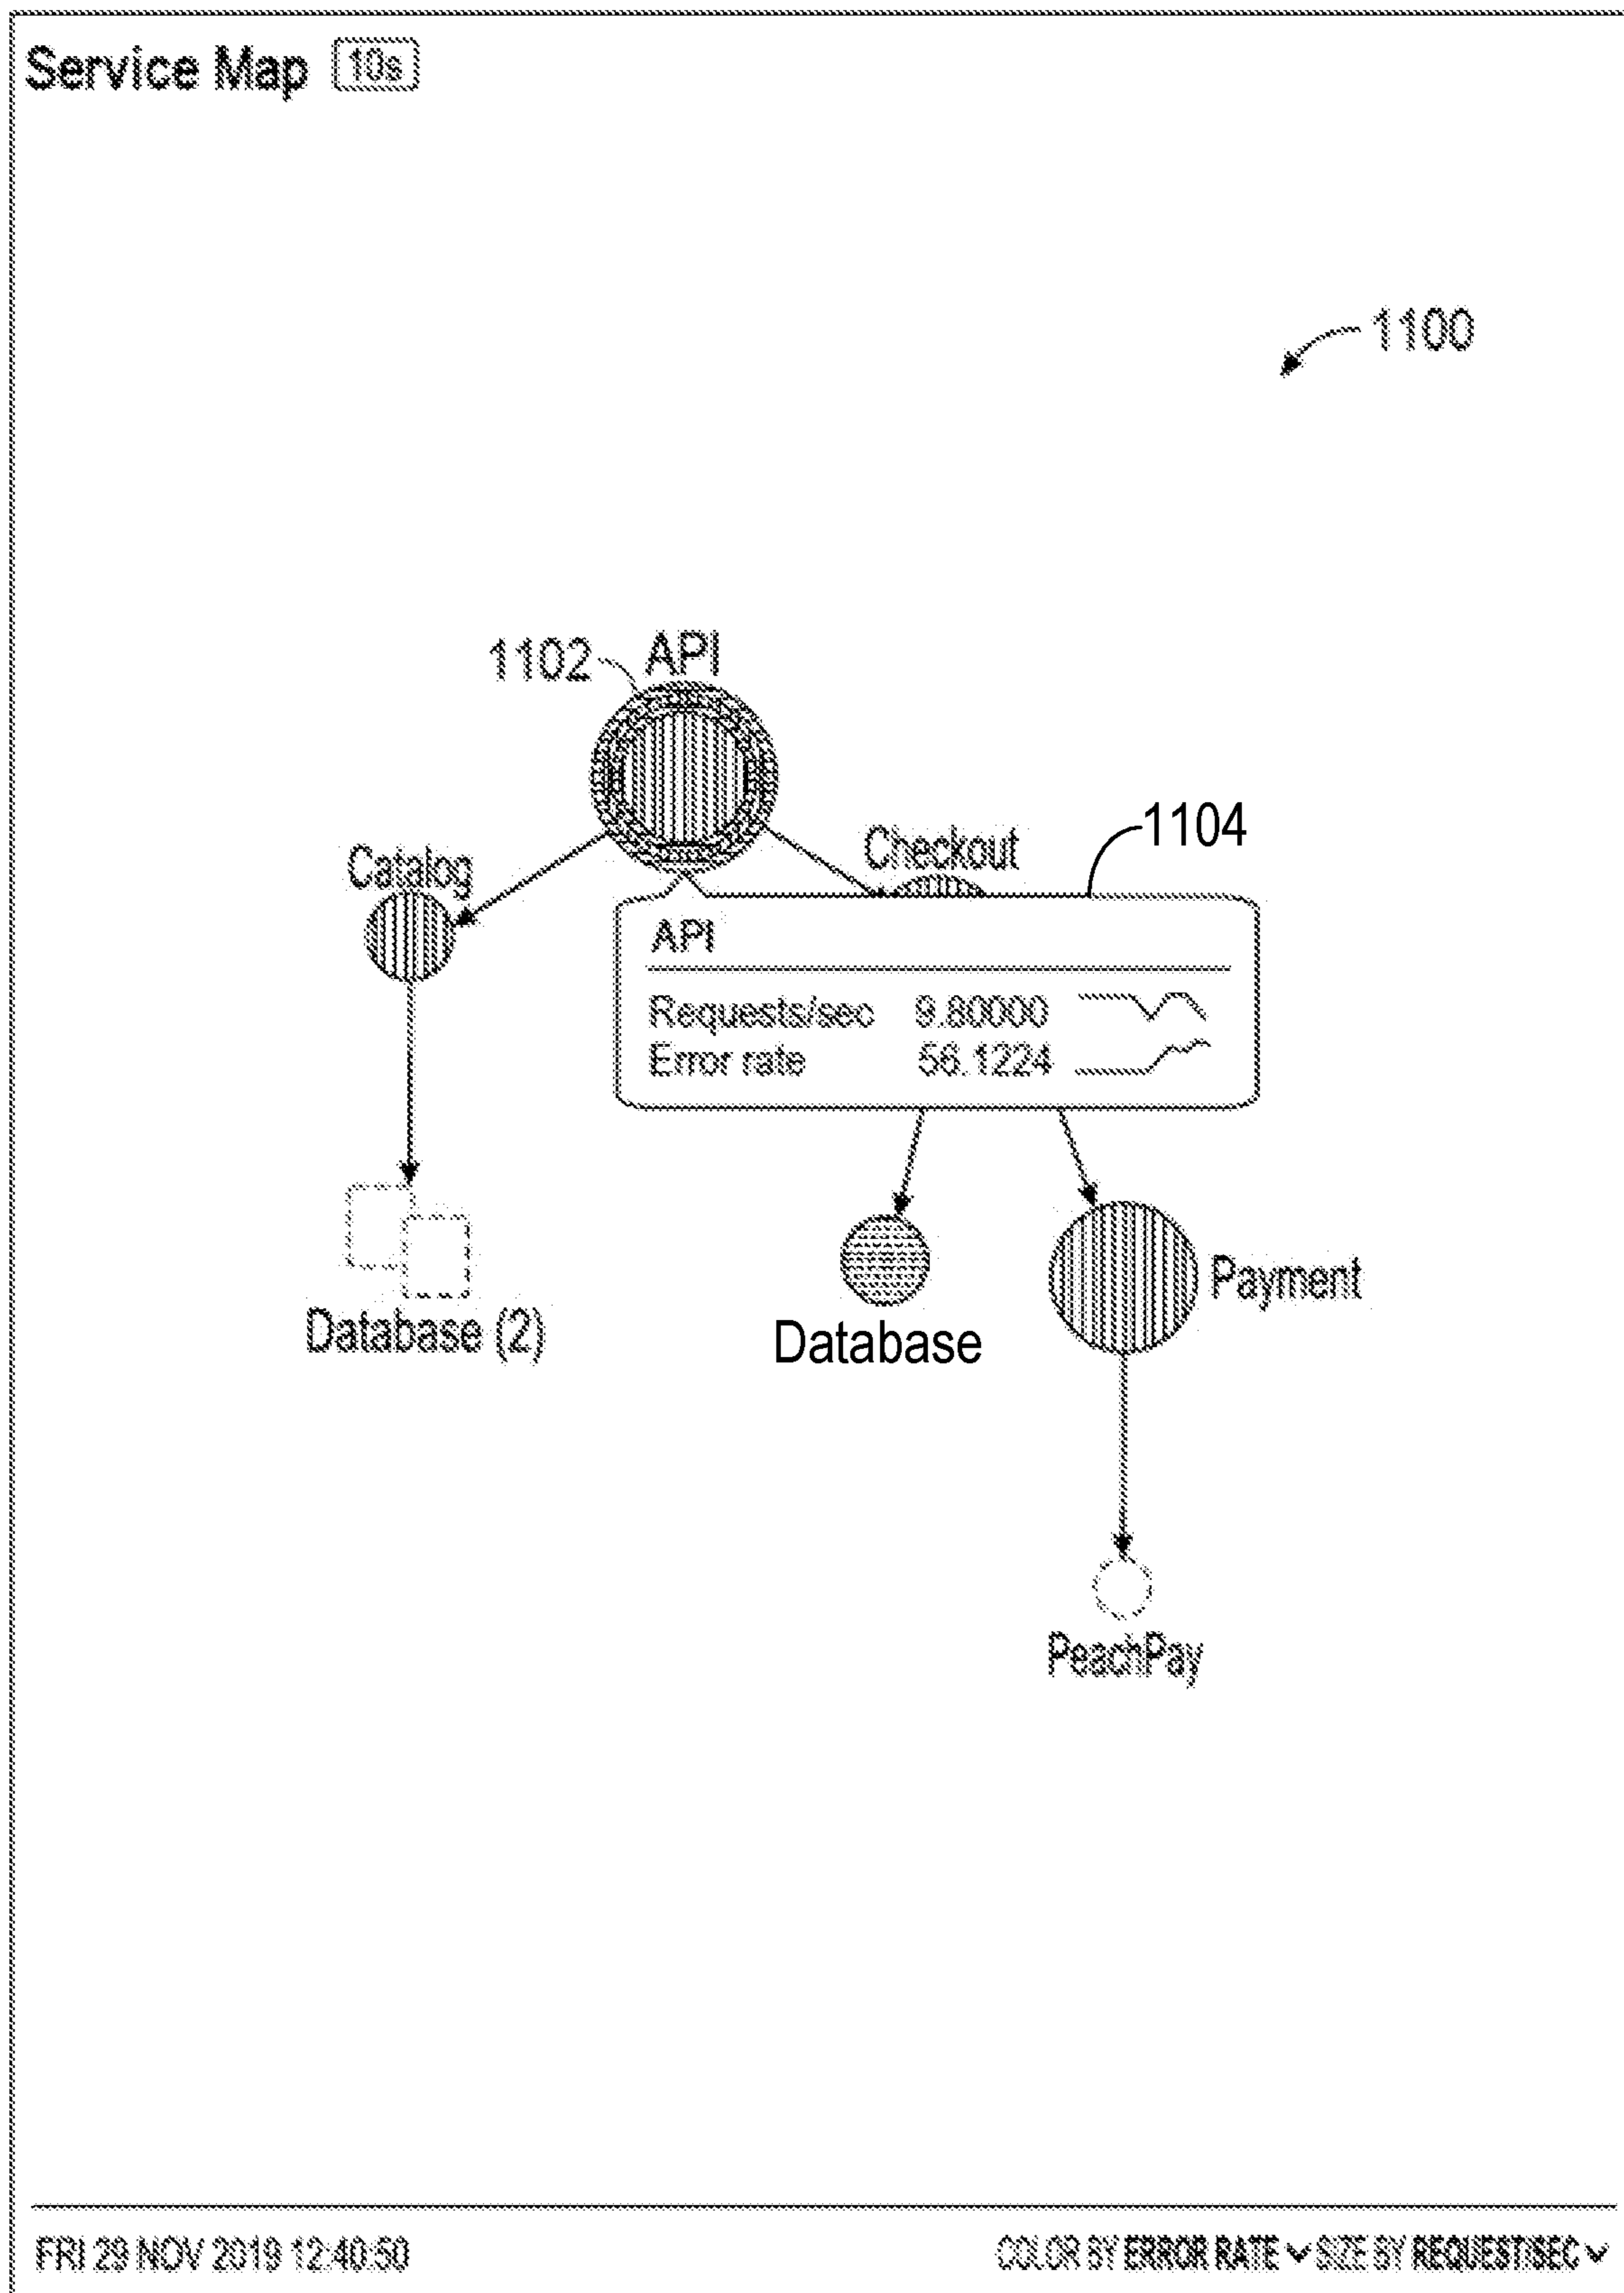 Service Map 10s
1100
1102 API
1104
Checkout
Catalog
API
Requests/sec 9.80000
Error rate 56.1224
Database (2)
Database
Payment
PeachPay
FRI 29 NOV 2019 12:40:50 COLOR BY ERROR RATE SIZE BY REQUEST/SEC